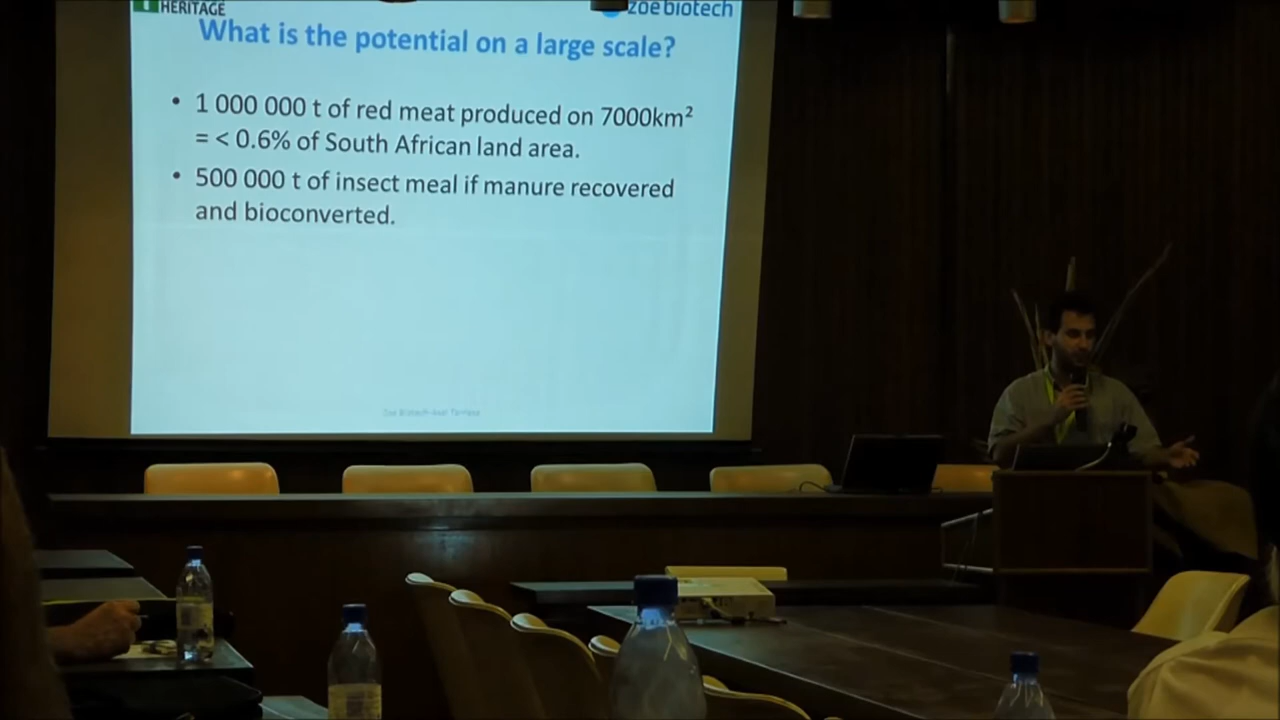 HERITAGE
zoe biotech
What is the potential on a large scale?
• 1 000 000 t of red meat produced on 7000km²
= < 0.6% of South African land area.
• 500 000 t of insect meal if manure recovered
and bioconverted.